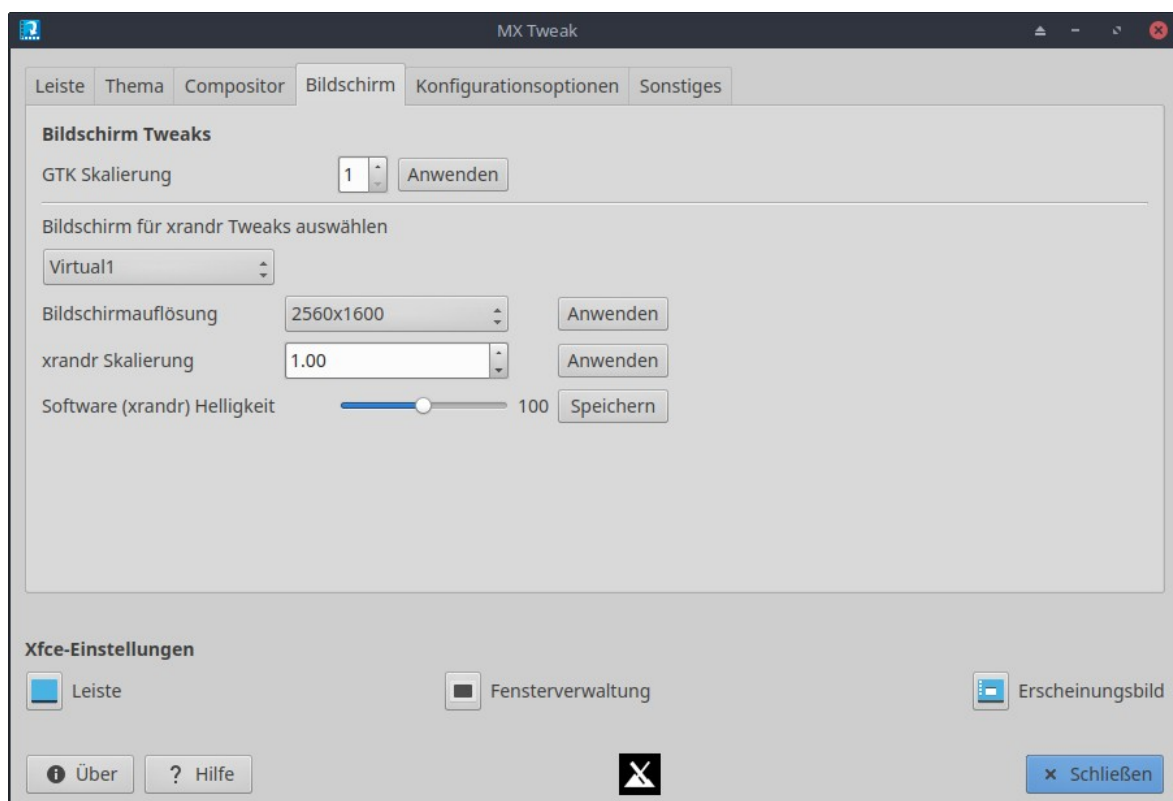 MX Tweak
Leiste Thema Compositor Bildschirm Konfigurationsoptionen Sonstiges
Bildschirm Tweaks
GTK Skalierung 1 Anwenden
Bildschirm für xrandr Tweaks auswählen
Virtual1
Bildschirmauflösung 2560x1600 Anwenden
xrandr Skalierung 1.00 Anwenden
Software (xrandr) Helligkeit 100 Speichern
Xfce-Einstellungen
Leiste Fensterverwaltung Erscheinungsbild
Über ? Hilfe Schließen